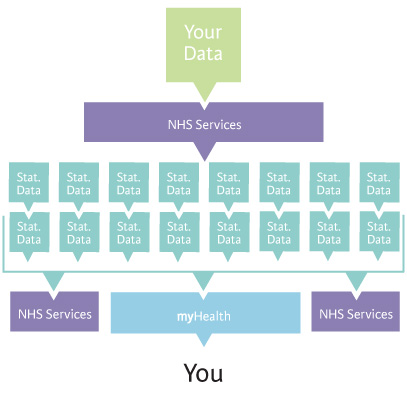 Your
Data
NHS Services
Stat. Stat. Stat. Stat. Stat. Stat. Stat. Stat.
Data Data Data Data Data Data Data Data
Stat. Stat. Stat. Stat. Stat. Stat. Stat. Stat.
Data Data Data Data Data Data Data Data
NHS Services myHealth NHS Services
You